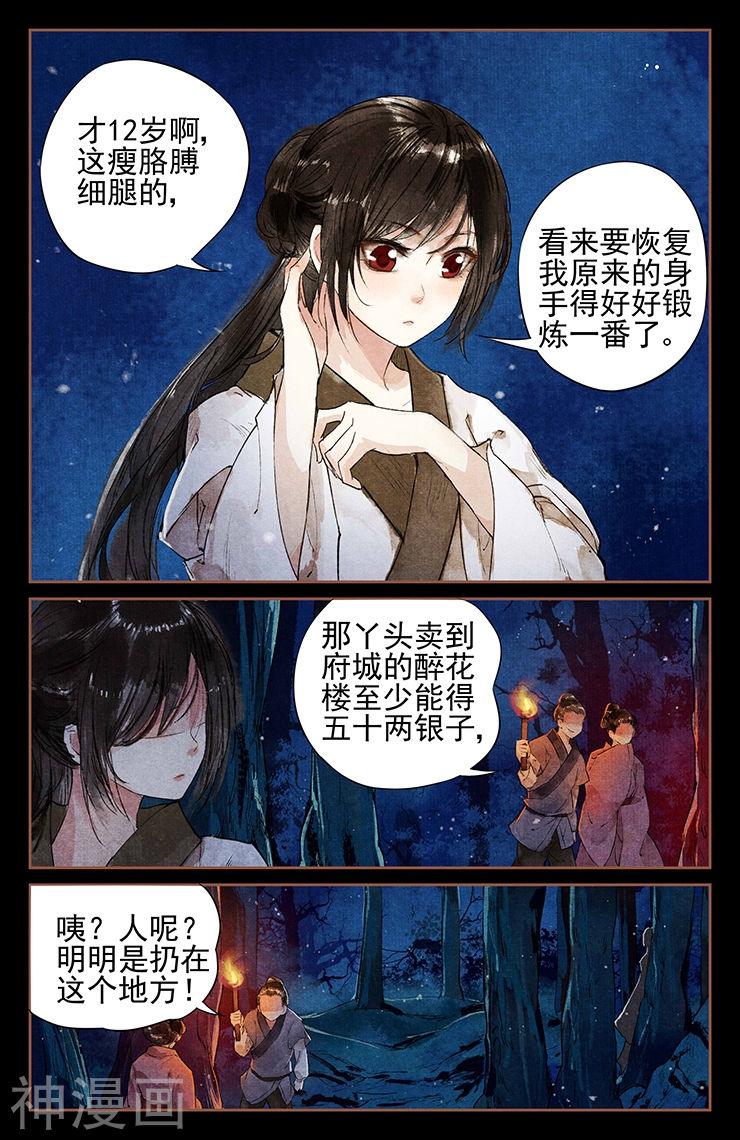 才12岁啊，
这瘦胳膊
细腿的，
看来要恢复
我原来的身
手得好好锻
炼一番了。
那丫头卖到
府城的醉花
楼至少能得
五十两银子，
咦？人呢？
明明是扔在
这个地方！
神漫画